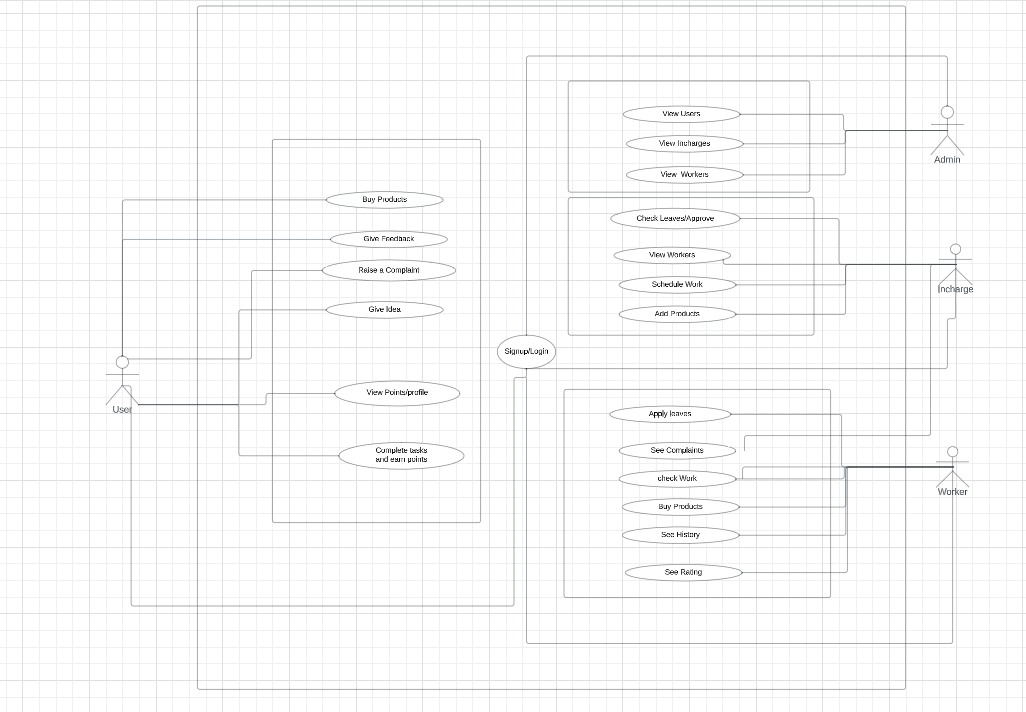 View Users
View Incharges
View Workers
Admin
Buy Products
Check Leaves/Approve
Give Feedback
View Workers
Raise a Complaint
Schedule Work
Incharge
Give Idea
Add Products
Signup/Login
View Points/profile
User
Apply leaves
Complete tasks
and earn points
See Complaints
check Work
Worker
Buy Products
See History
See Rating